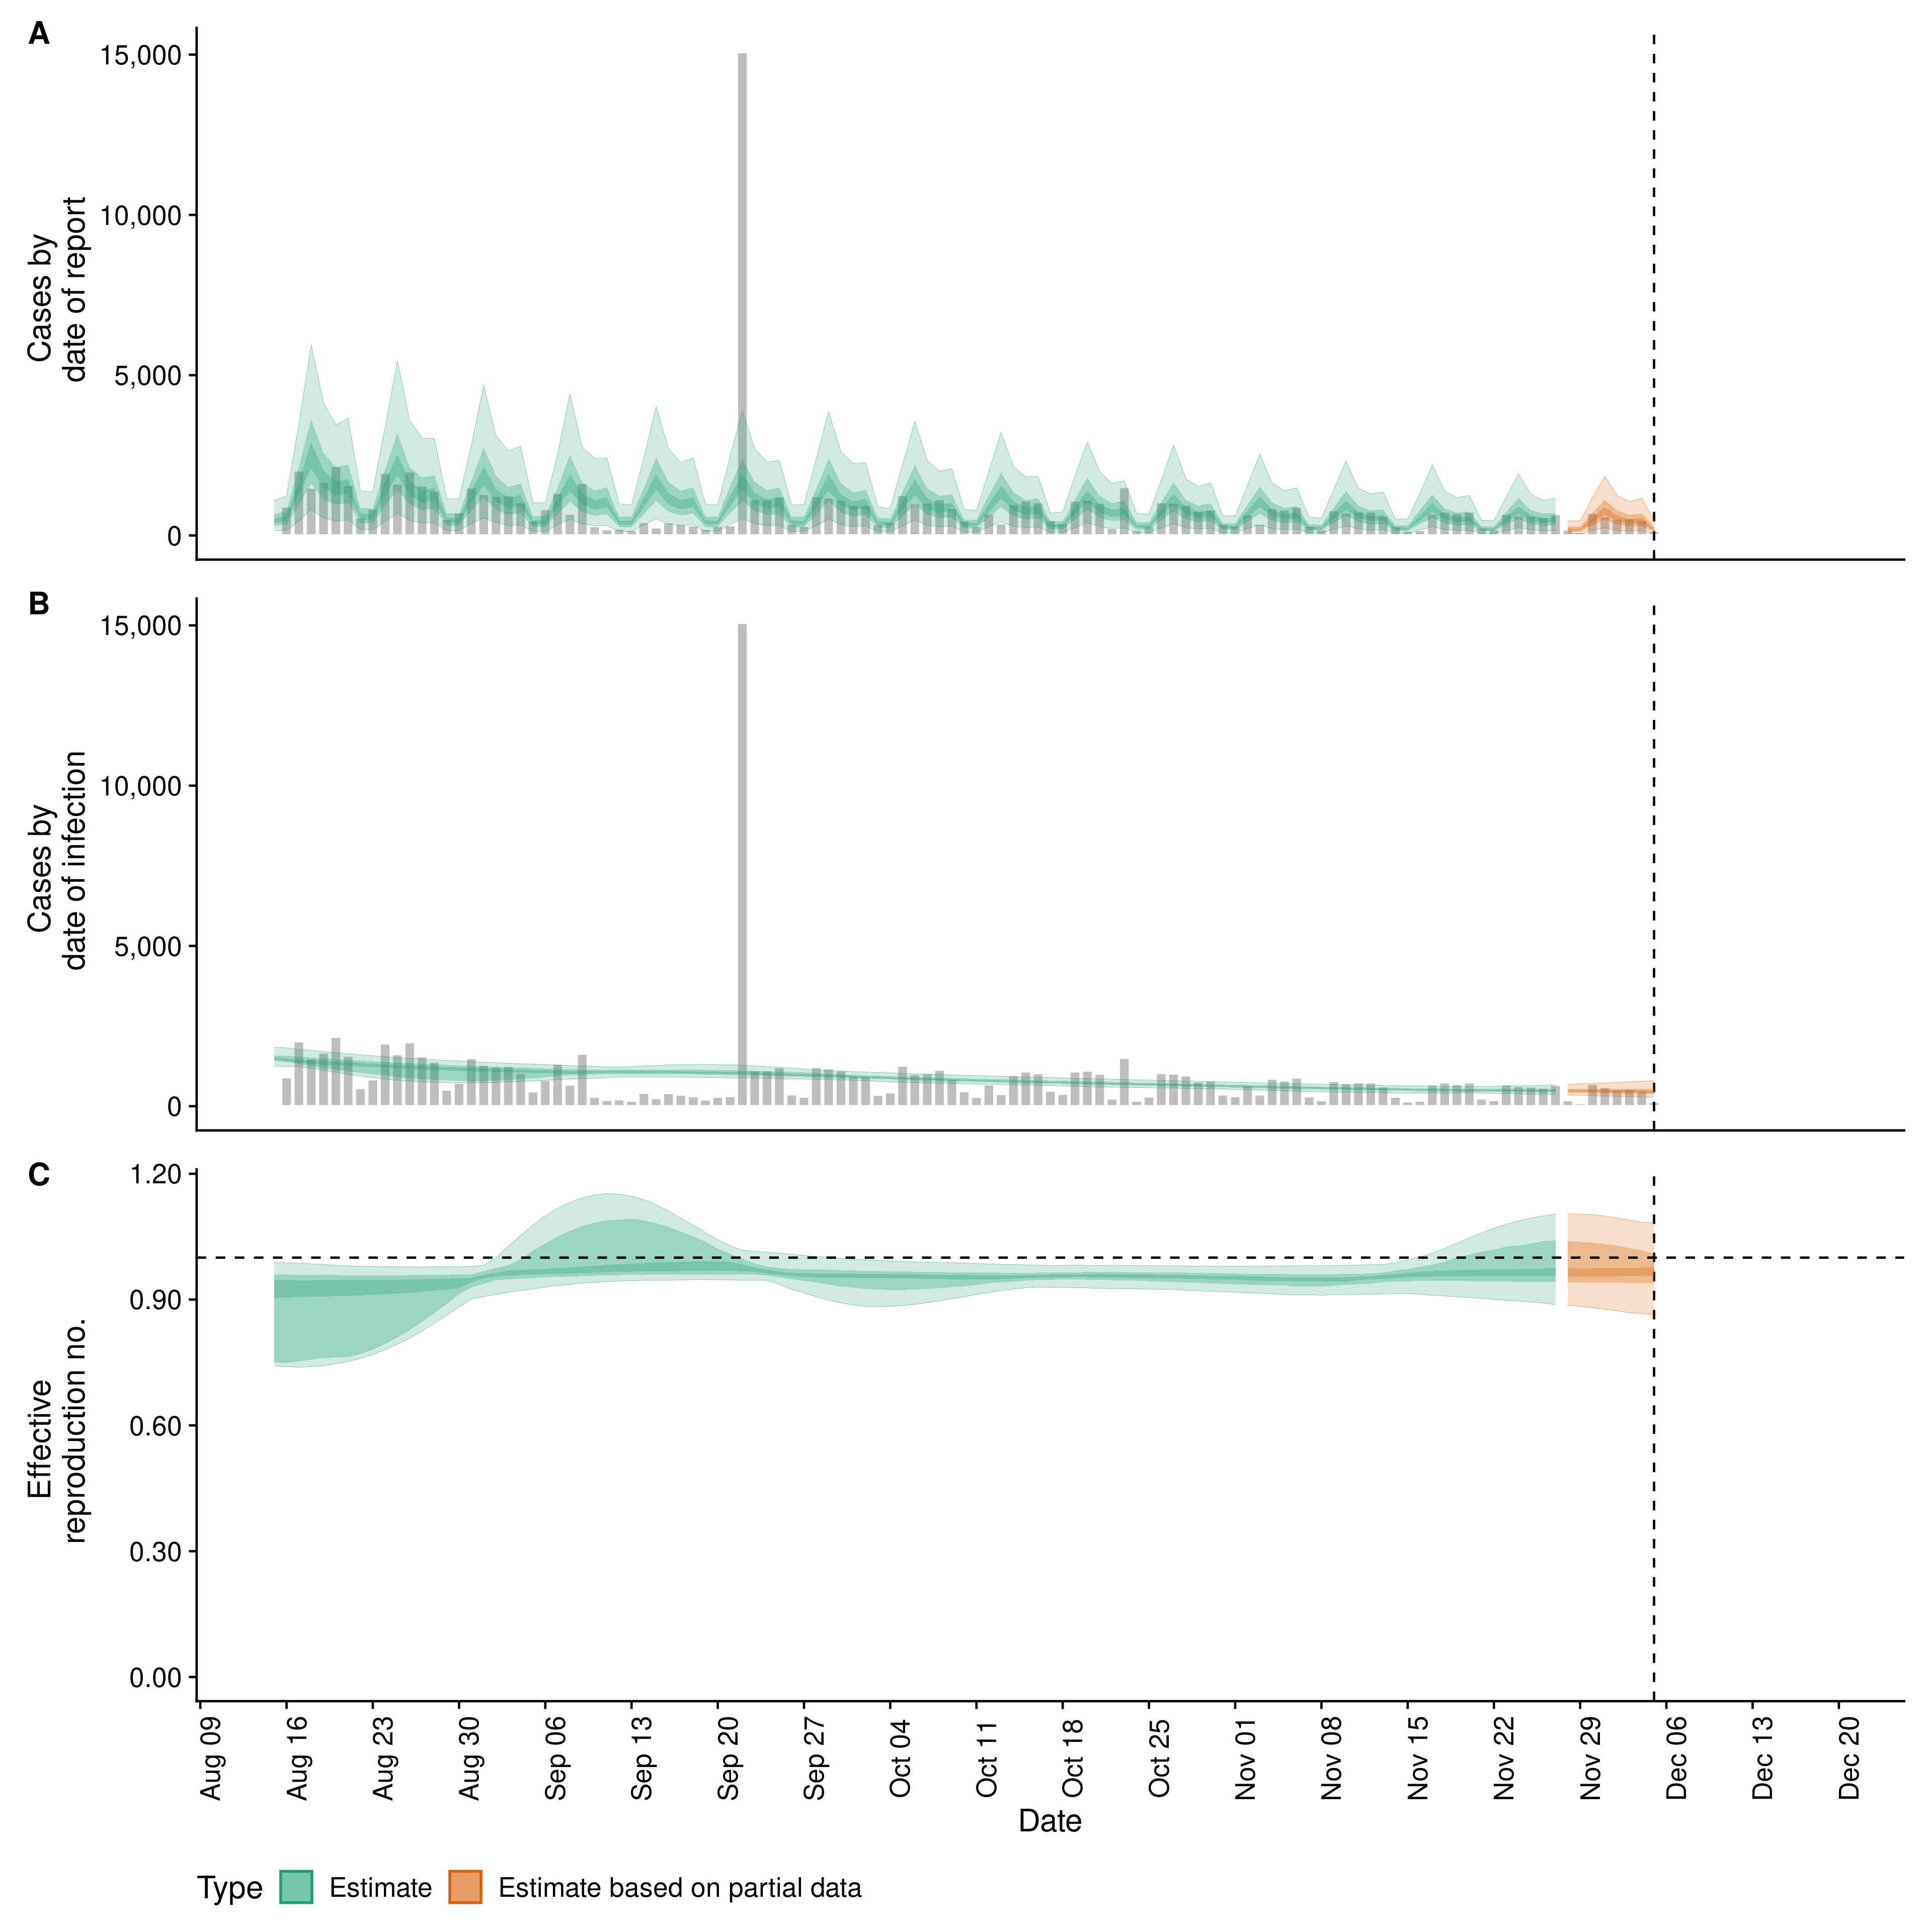 A
15,000
10,000
5,000
0
Cases by
date of report
B
15,000
10,000
5,000
0
Cases by
date of infection
C
1.20
0.90
0.60
0.30
0.00
Effective
reproduction no.
Aug 09
Aug 16
Aug 23
Aug 30
Sep 06
Sep 13
Sep 20
Sep 27
Oct 04
Oct 11
Oct 18
Oct 25
Nov 01
Nov 08
Nov 15
Nov 22
Nov 29
Dec 06
Dec 13
Dec 20
Date
Type Estimate Estimate based on partial data